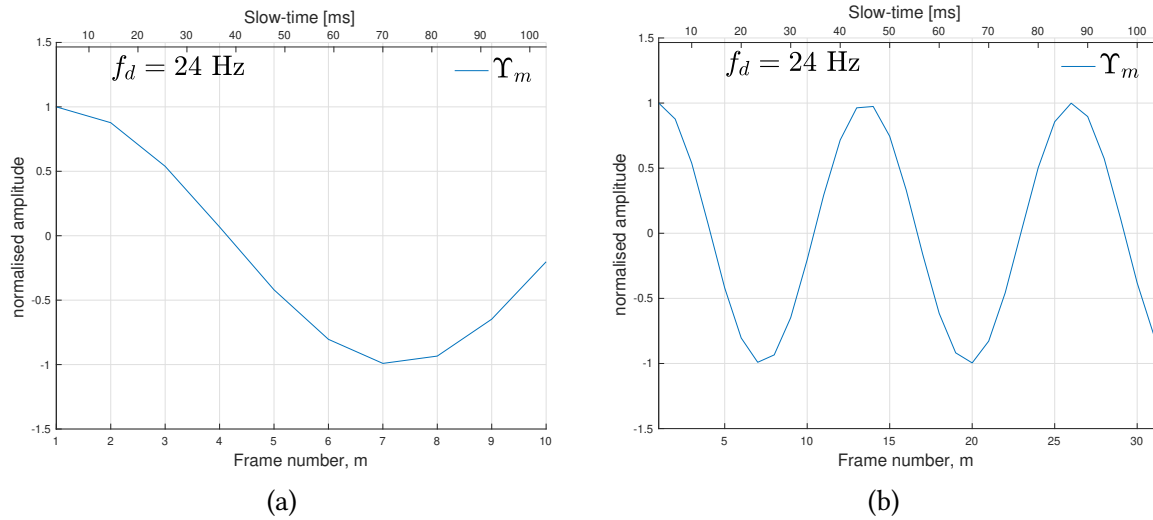 Slow-time [ms]
10 20 30 40 50 60 70 80 90 100
1.5
f_d = 24 Hz
Υ_m
1
0.5
0
-0.5
-1
-1.5
normalised amplitude
1 2 3 4 5 6 7 8 9 10
Frame number, m
(a)
Slow-time [ms]
10 20 30 40 50 60 70 80 90 100
1.5
f_d = 24 Hz
Υ_m
1
0.5
0
-0.5
-1
-1.5
normalised amplitude
5 10 15 20 25 30
Frame number, m
(b)